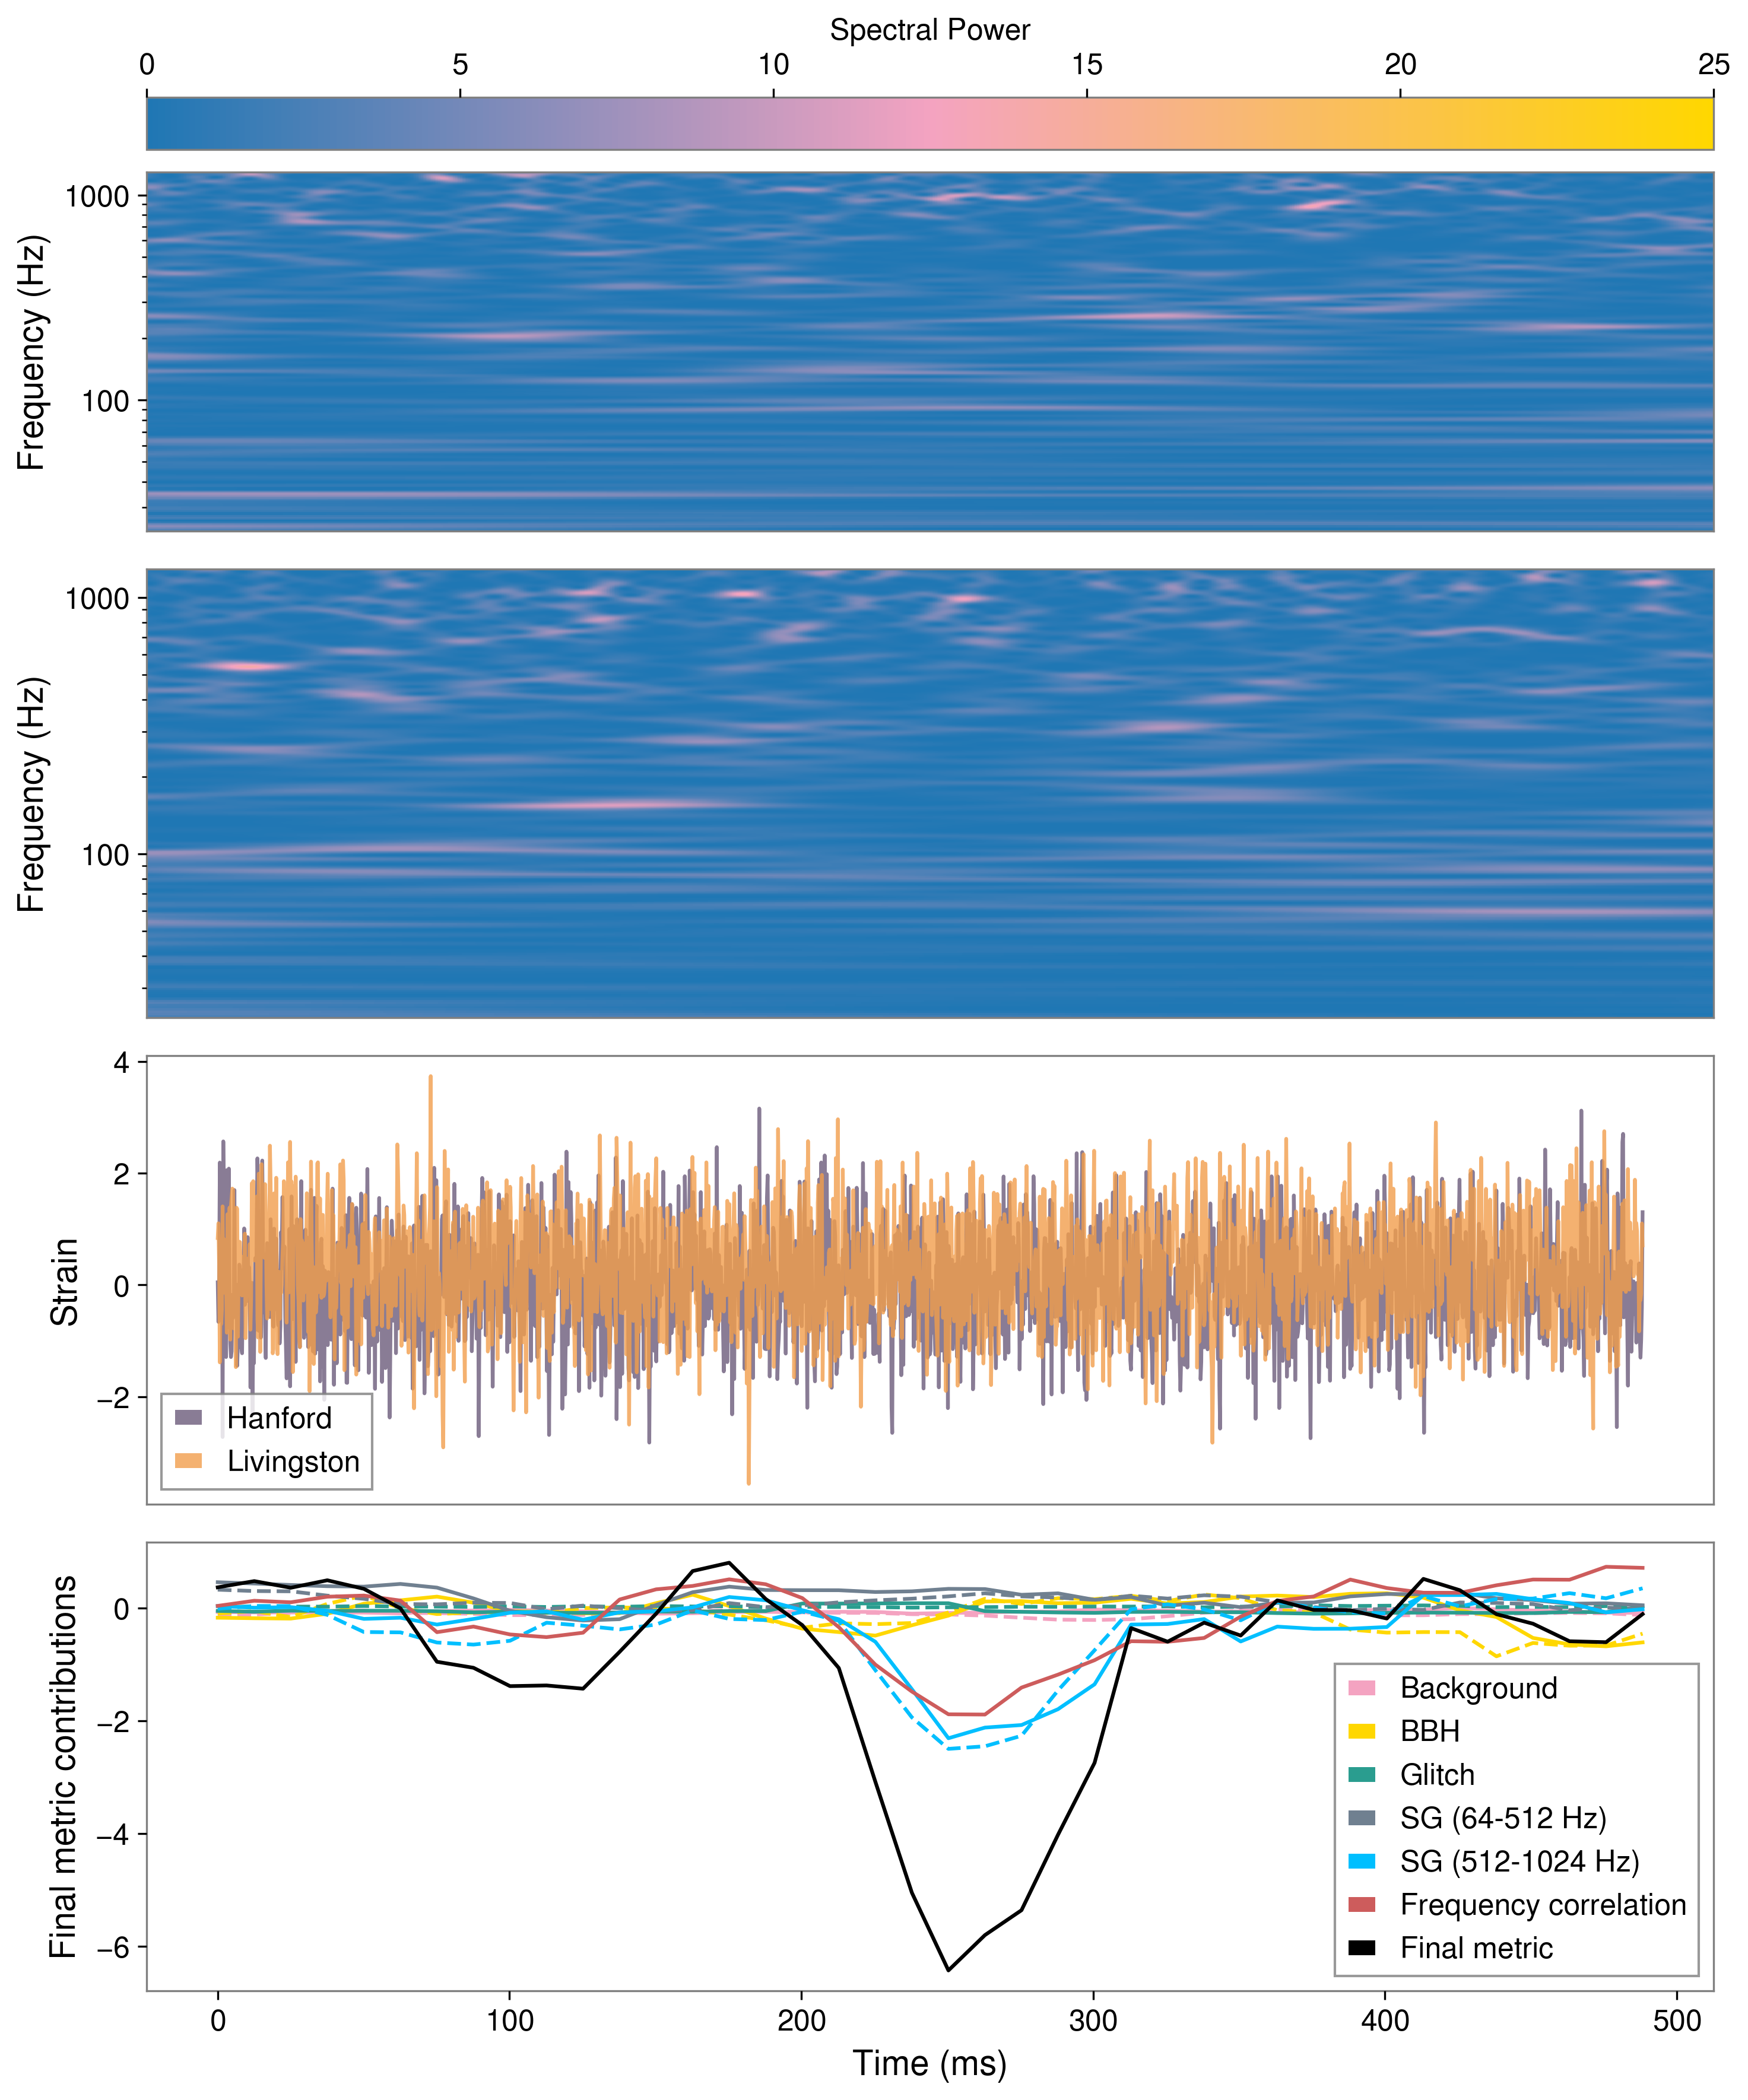 Spectral Power
0 5 10 15 20 25
1000
100
Frequency (Hz)
1000
100
Frequency (Hz)
4
2
0
−2
Strain
Hanford
Livingston
0
−2
−4
−6
Final metric contributions
Background
BBH
Glitch
SG (64-512 Hz)
SG (512-1024 Hz)
Frequency correlation
Final metric
0 100 200 300 400 500
Time (ms)